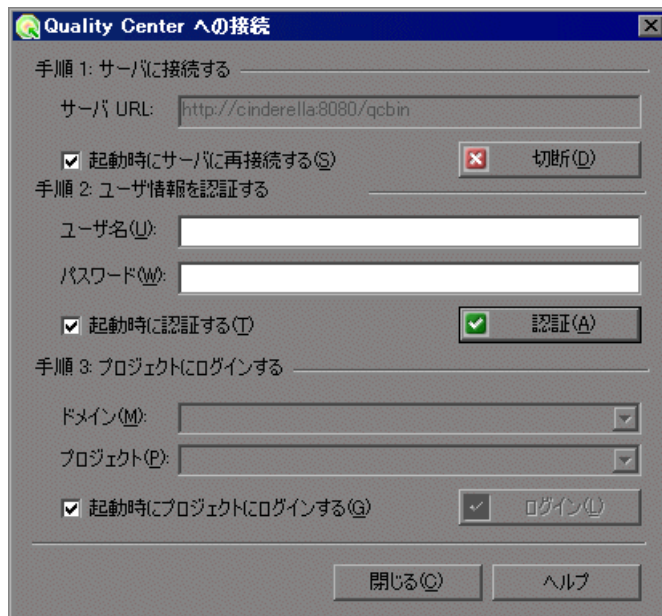 Quality Center への接続
手順 1: サーバに接続する
サーバ URL: http://cinderella:8080/qcbin
起動時にサーバに再接続する(S) 切断(D)
手順 2: ユーザ情報を認証する
ユーザ名(U):
パスワード(W):
起動時に認証する(T) 認証(A)
手順 3: プロジェクトにログインする
ドメイン(M):
プロジェクト(P):
起動時にプロジェクトにログインする(G) ログイン(L)
閉じる(C) ヘルプ